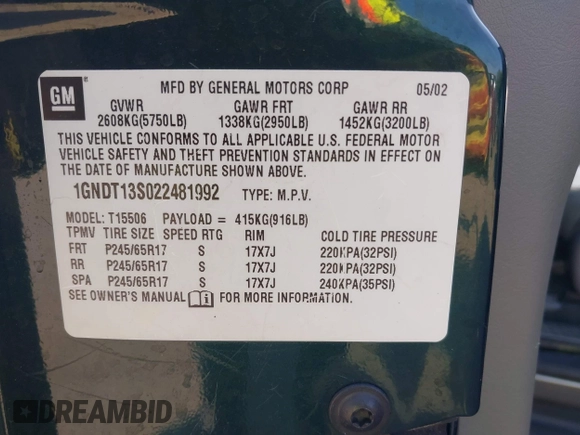 GM
MFD BY GENERAL MOTORS CORP 05/02
GVWR GAWR FRT GAWR RR
2608KG(5750LB) 1338KG(2950LB) 1452KG(3200LB)
THIS VEHICLE CONFORMS TO ALL APPLICABLE U.S. FEDERAL MOTOR
VEHICLE SAFETY AND THEFT PREVENTION STANDARDS IN EFFECT ON
THE DATE OF MANUFACTURE SHOWN ABOVE.
1GNDT13S022481992 TYPE: M.P.V.
MODEL: T15506 PAYLOAD = 415KG(916LB)
TPMV TIRE SIZE SPEED RTG RIM COLD TIRE PRESSURE
FRT P245/65R17 S 17X7J 220KPA(32PSI)
RR P245/65R17 S 17X7J 220KPA(32PSI)
SPA P245/65R17 S 17X7J 240KPA(35PSI)
SEE OWNER'S MANUAL FOR MORE INFORMATION.
DREAMBID